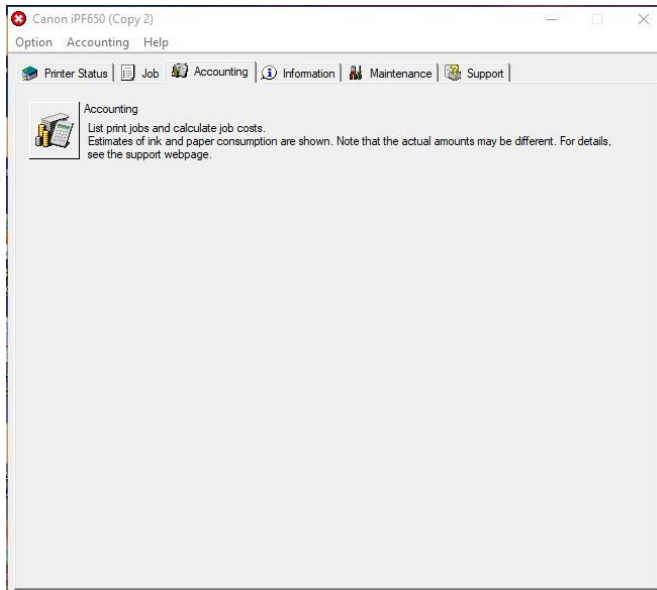 Canon iPF650 (Copy 2)
Option Accounting Help
Printer Status Job Accounting Information Maintenance Support
Accounting
List print jobs and calculate job costs.
Estimates of ink and paper consumption are shown. Note that the actual amounts may be different. For details,
see the support webpage.